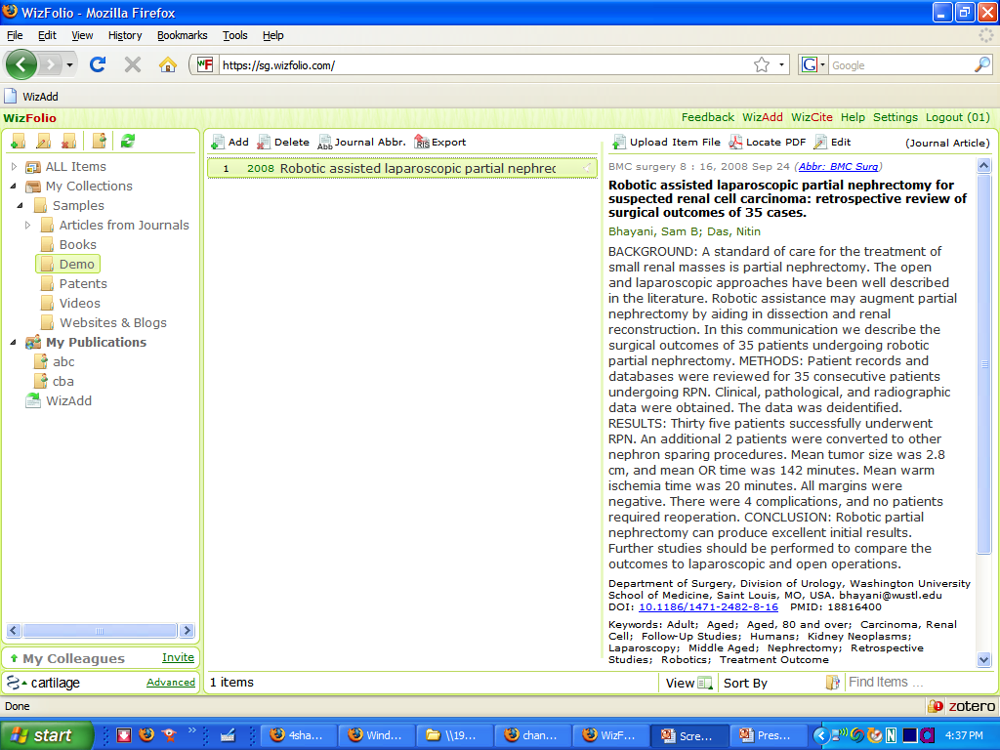 WizFolio - Mozilla Firefox
File Edit View History Bookmarks Tools Help
https://sg.wizfolio.com/
Google
WizAdd
WizFolio
Feedback WizAdd WizCite Help Settings Logout (01)
ALL Items
My Collections
Samples
Articles from Journals
Books
Demo
Patents
Videos
Websites & Blogs
My Publications
abc
cba
WizAdd
My Colleagues Invite
cartilage Advanced
Add Delete Journal Abbr. Export
1 2008 Robotic assisted laparoscopic partial nephrec
1 items
Upload Item File Locate PDF Edit (Journal Article)
BMC surgery 8 : 16, 2008 Sep 24 (Abbr: BMC Surg)
Robotic assisted laparoscopic partial nephrectomy for
suspected renal cell carcinoma: retrospective review of
surgical outcomes of 35 cases.
Bhayani, Sam B; Das, Nitin
BACKGROUND: A standard of care for the treatment of
small renal masses is partial nephrectomy. The open
and laparoscopic approaches have been well described
in the literature. Robotic assistance may augment partial
nephrectomy by aiding in dissection and renal
reconstruction. In this communication we describe the
surgical outcomes of 35 patients undergoing robotic
partial nephrectomy. METHODS: Patient records and
databases were reviewed for 35 consecutive patients
undergoing RPN. Clinical, pathological, and radiographic
data were obtained. The data was deidentified.
RESULTS: Thirty five patients successfully underwent
RPN. An additional 2 patients were converted to other
nephron sparing procedures. Mean tumor size was 2.8
cm, and mean OR time was 142 minutes. Mean warm
ischemia time was 20 minutes. All margins were
negative. There were 4 complications, and no patients
required reoperation. CONCLUSION: Robotic partial
nephrectomy can produce excellent initial results.
Further studies should be performed to compare the
outcomes to laparoscopic and open operations.
Department of Surgery, Division of Urology, Washington University
School of Medicine, Saint Louis, MO, USA. bhayani@wustl.edu
DOI: 10.1186/1471-2482-8-16 PMID: 18816400
Keywords: Adult; Aged; Aged, 80 and over; Carcinoma, Renal
Cell; Follow-Up Studies; Humans; Kidney Neoplasms;
Laparoscopy; Middle Aged; Nephrectomy; Retrospective
Studies; Robotics; Treatment Outcome
View Sort By Find Items ...
Done zotero
start 4sha... Wind... \\19... chan... WizF... Scre... Pres... 4:37 PM